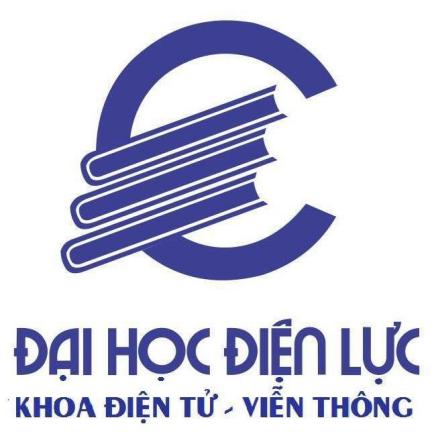 ĐẠI HỌC ĐIỆN LỰC
KHOA ĐIỆN TỬ - VIỄN THÔNG